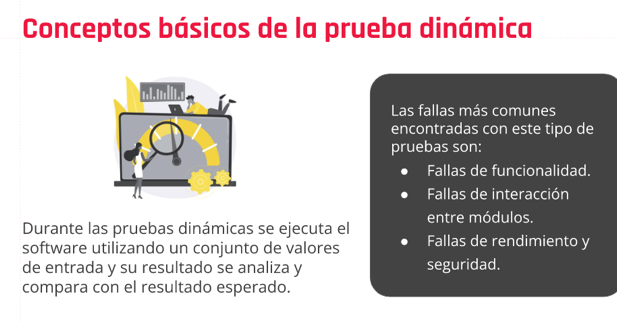 Conceptos básicos de la prueba dinámica
Durante las pruebas dinámicas se ejecuta el
software utilizando un conjunto de valores
de entrada y su resultado se analiza y
compara con el resultado esperado.
Las fallas más comunes
encontradas con este tipo de
pruebas son:
● Fallas de funcionalidad.
● Fallas de interacción
entre módulos.
● Fallas de rendimiento y
seguridad.